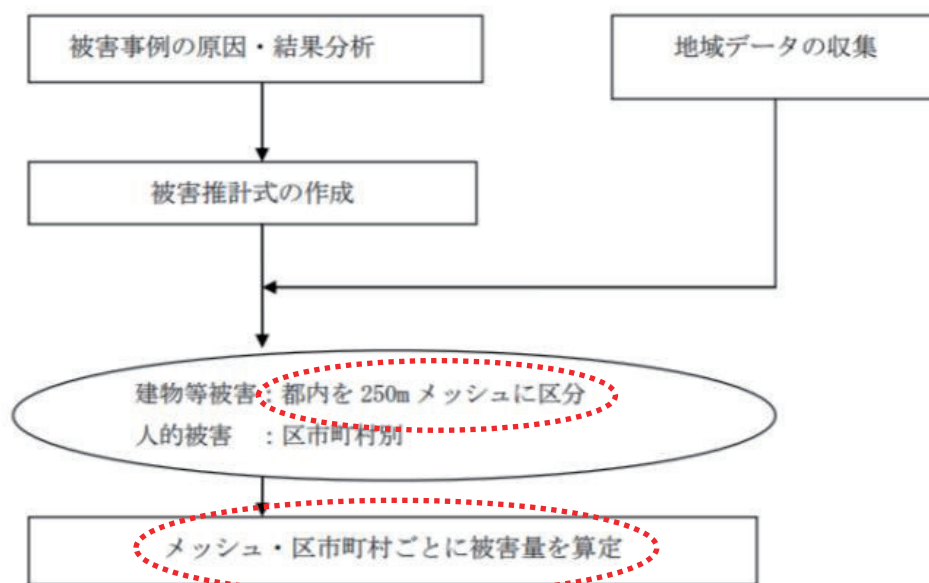 被害事例の原因・結果分析
地域データの収集
被害推計式の作成
建物等被害：都内を 250m メッシュに区分
人的被害　：区市町村別
メッシュ・区市町村ごとに被害量を算定